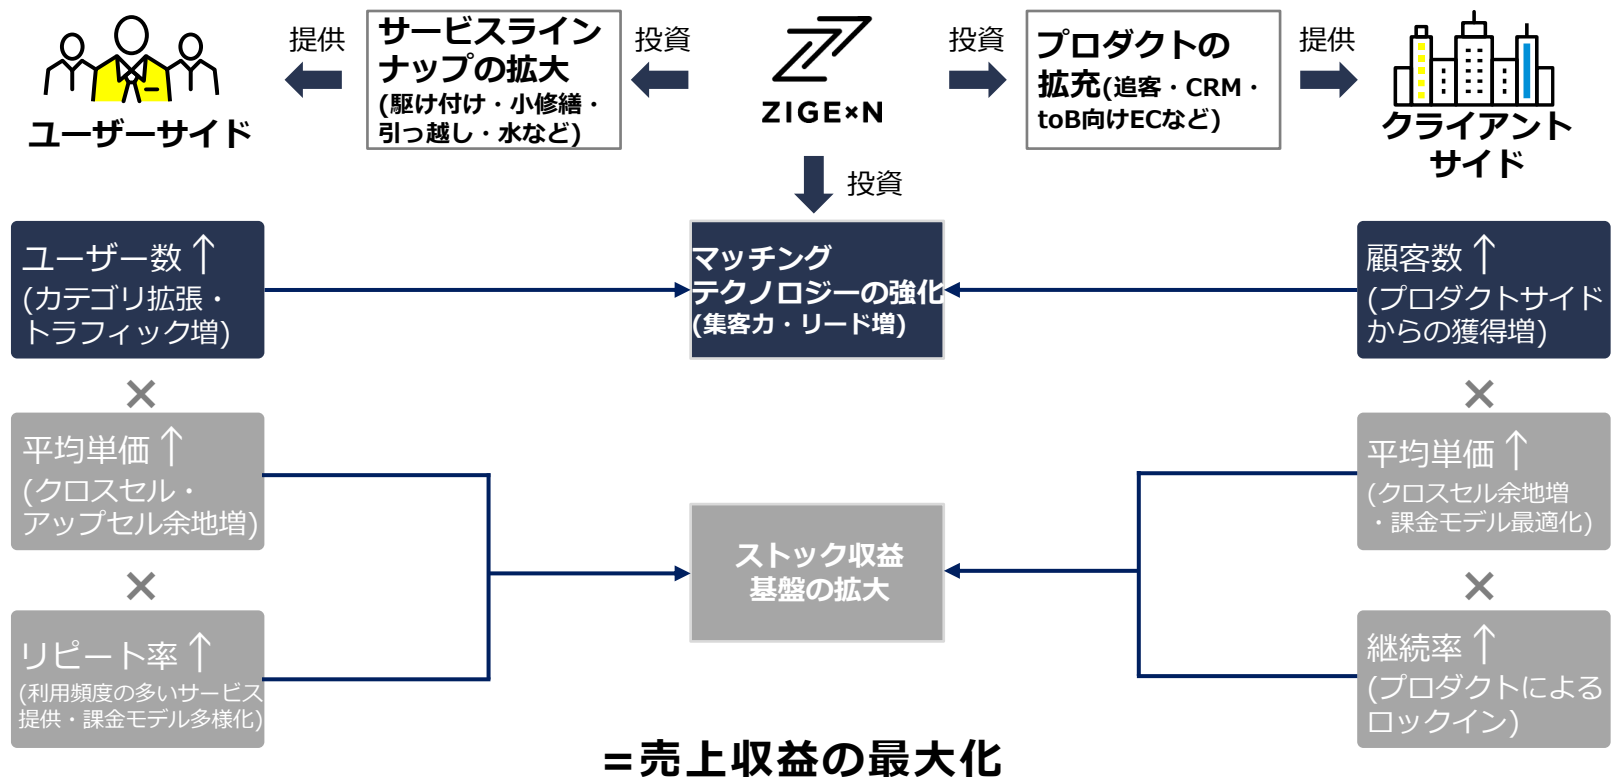 提供
サービスライン
ナップの拡大
(駆け付け・小修繕・
引っ越し・水など)
投資
ZIGE×N
投資
プロダクトの
拡充(追客・CRM・
toB向けECなど)
提供
ユーザーサイド
クライアント
サイド
投資
ユーザー数↑
(カテゴリ拡張・
トラフィック増)
マッチング
テクノロジーの強化
(集客力・リード増)
顧客数↑
(プロダクトサイド
からの獲得増)
×
×
平均単価↑
(クロスセル・
アップセル余地増)
ストック収益
基盤の拡大
平均単価↑
(クロスセル余地増
・課金モデル最適化)
×
×
リピート率↑
(利用頻度の多いサービス
提供・課金モデル多様化)
継続率↑
(プロダクトによる
ロックイン)
=売上収益の最大化